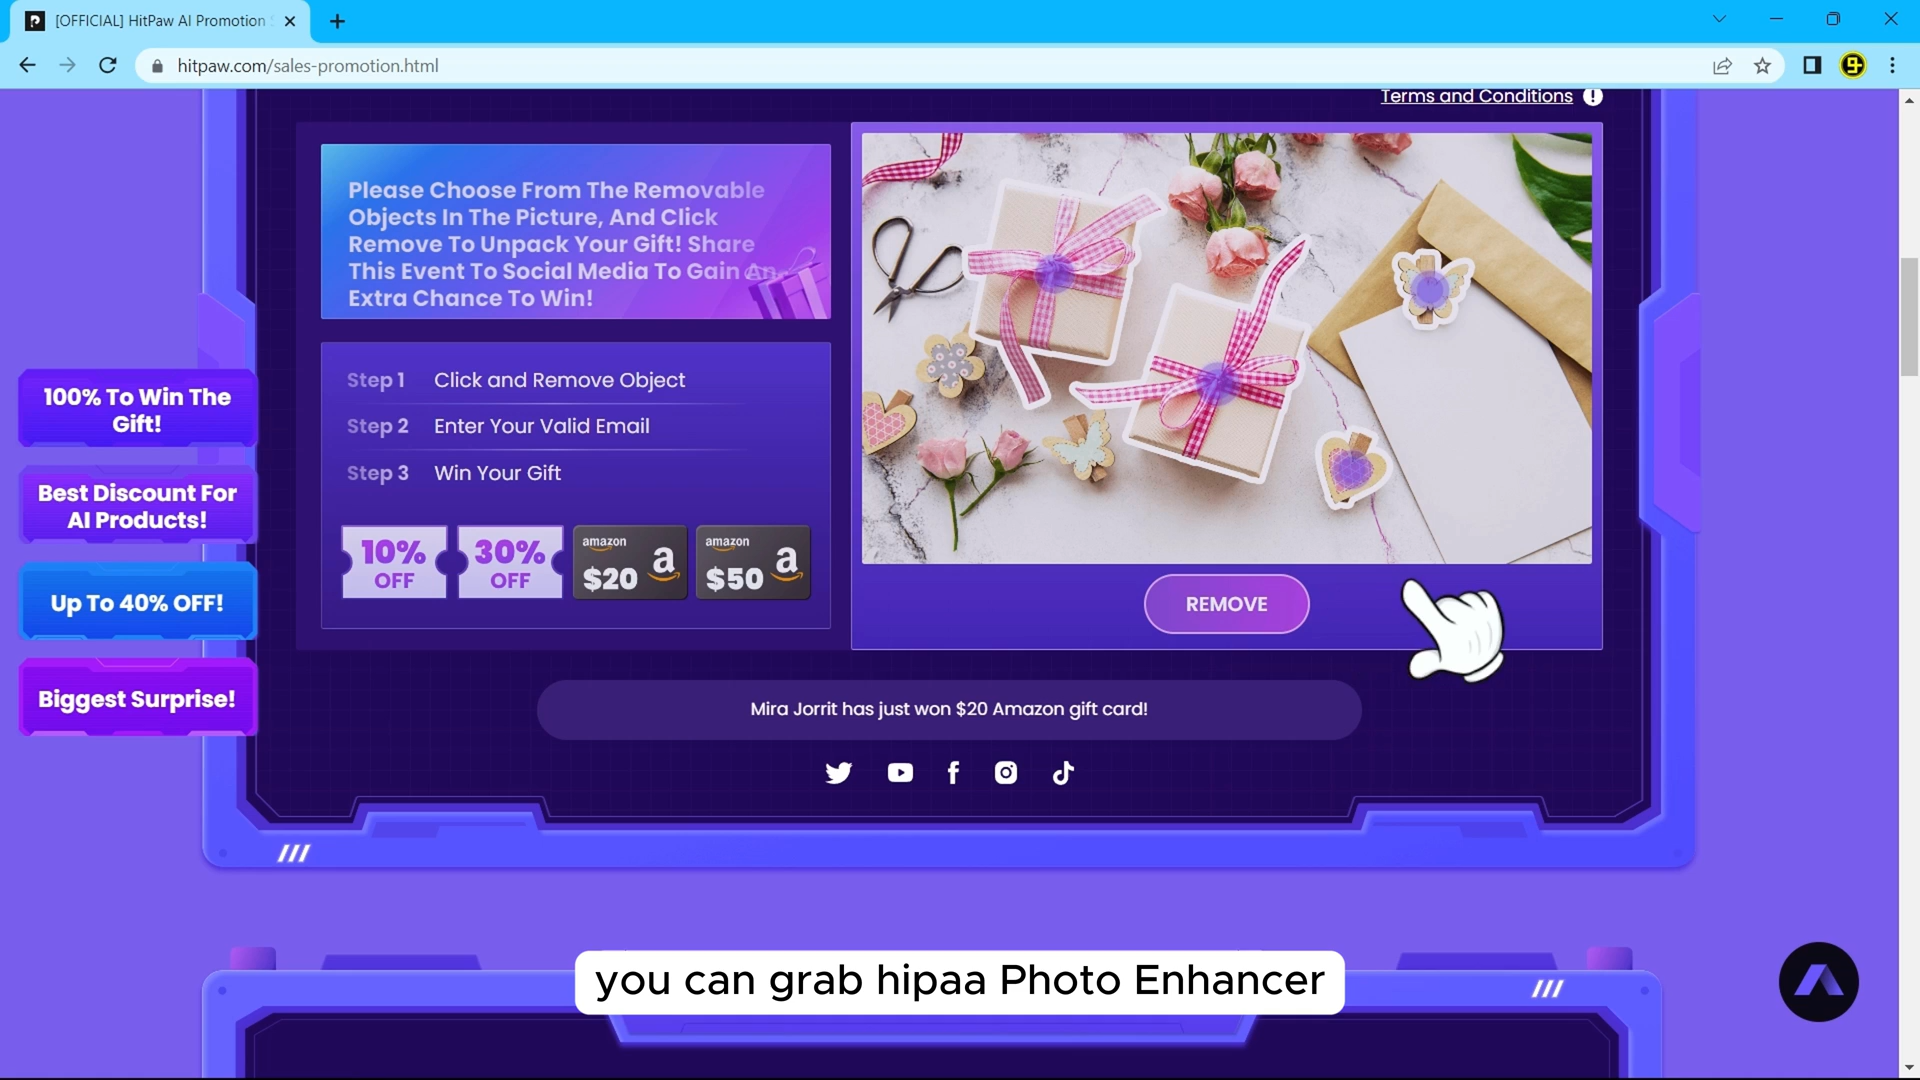 [OFFICIAL] HitPaw AI Promotion
hitpaw.com/sales-promotion.html
Terms and Conditions
Please Choose From The Removable
Objects In The Picture, And Click
Remove To Unpack Your Gift! Share
This Event To Social Media To Gain An
Extra Chance To Win!
Step 1 Click and Remove Object
Step 2 Enter Your Valid Email
Step 3 Win Your Gift
10%
OFF
30%
OFF
amazon
a
$20
amazon
a
$50
REMOVE
100% To Win The
Gift!
Best Discount For
AI Products!
Up To 40% OFF!
Biggest Surprise!
Mira Jorrit has just won $20 Amazon gift card!
you can grab hipaa Photo Enhancer